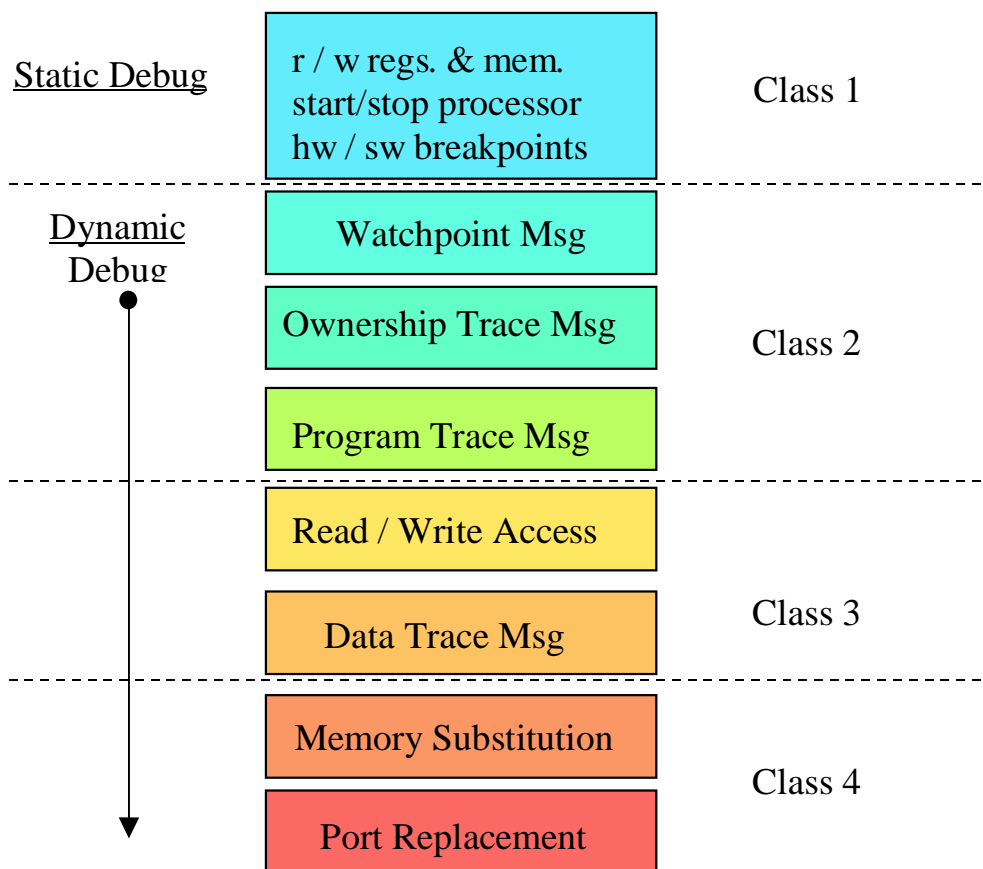 Static Debug
r / w regs. & mem.
start/stop processor
hw / sw breakpoints
Class 1
Dynamic
Debug
Watchpoint Msg
Ownership Trace Msg
Program Trace Msg
Class 2
Read / Write Access
Data Trace Msg
Class 3
Memory Substitution
Port Replacement
Class 4